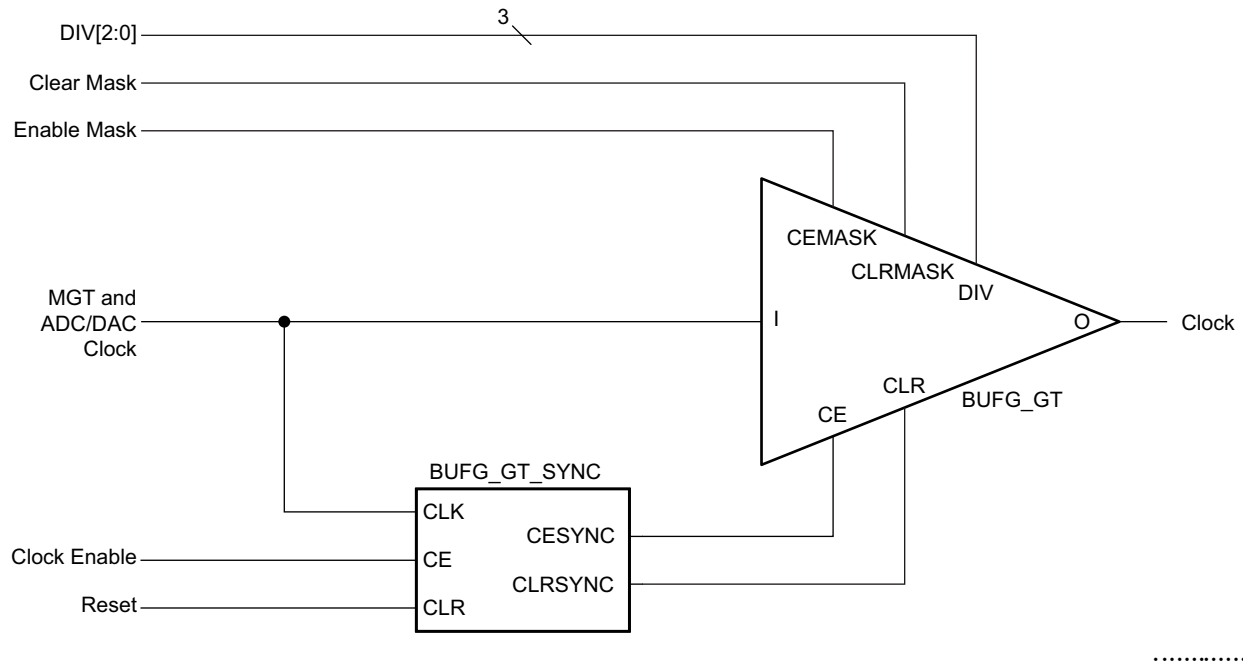 3
DIV[2:0]
Clear Mask
Enable Mask
CEMASK
CLRMASK
DIV
MGT and
ADC/DAC
Clock
I
O
Clock
CLR
BUFG_GT
CE
BUFG_GT_SYNC
CLK
CESYNC
Clock Enable
CE
CLRSYNC
Reset
CLR